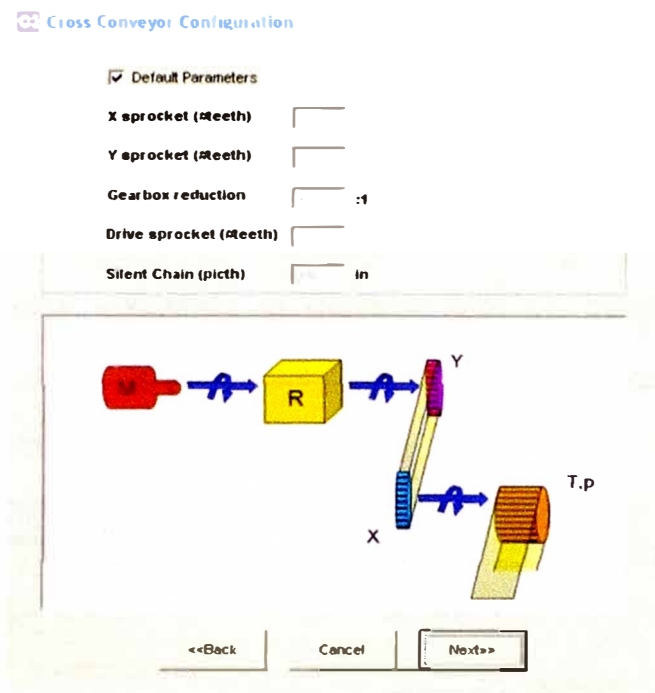 Cross Conveyor Configuration
Default Parameters
X sprocket (#teeth)
Y sprocket (#teeth)
Gearbox reduction :1
Drive sprocket (#teeth)
Silent Chain (picth) in
M R Y
X T.p
<<Back Cancel Next>>